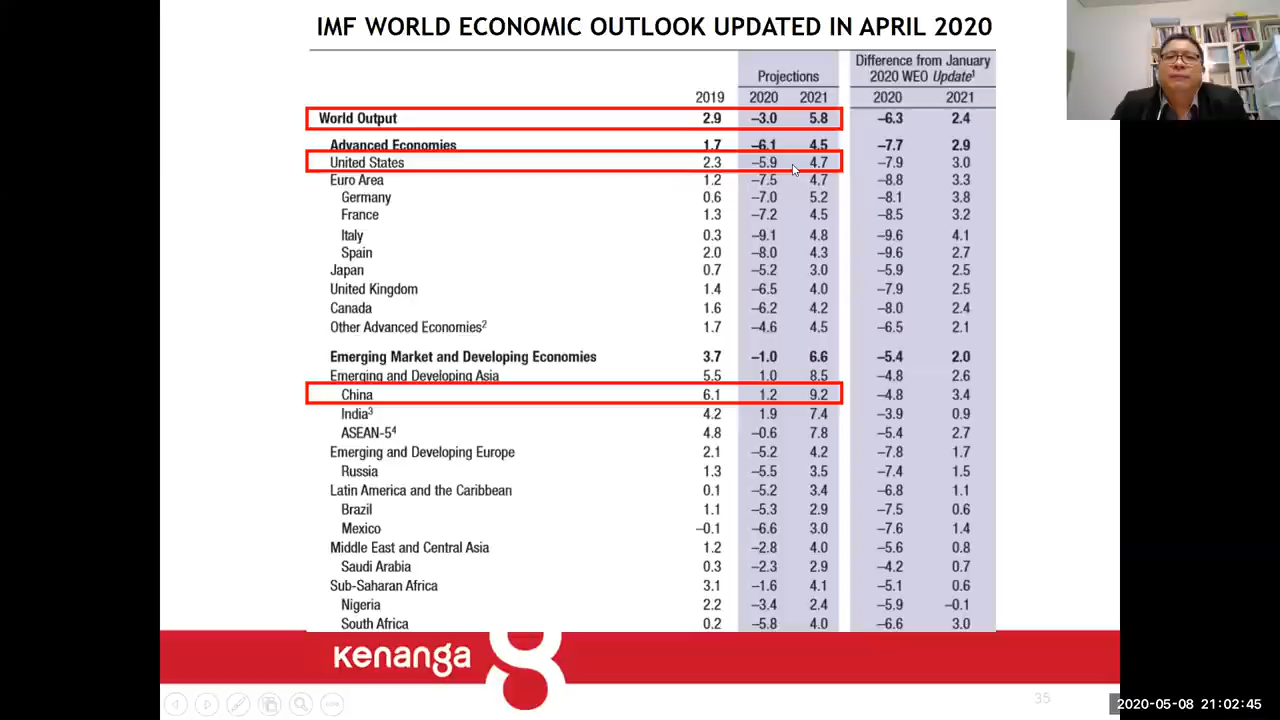 IMF WORLD ECONOMIC OUTLOOK UPDATED IN APRIL 2020
Projections
Difference from January
2020 WEO Update¹
2019 2020 2021 2020 2021
World Output 2.9 –3.0 5.8 –6.3 2.4
Advanced Economies 1.7 –6.1 4.5 –7.7 2.9
United States 2.3 –5.9 4.7 –7.9 3.0
Euro Area 1.2 –7.5 4.7 –8.8 3.3
Germany 0.6 –7.0 5.2 –8.1 3.8
France 1.3 –7.2 4.5 –8.5 3.2
Italy 0.3 –9.1 4.8 –9.6 4.1
Spain 2.0 –8.0 4.3 –9.6 2.7
Japan 0.7 –5.2 3.0 –5.9 2.5
United Kingdom 1.4 –6.5 4.0 –7.9 2.5
Canada 1.6 –6.2 4.2 –8.0 2.4
Other Advanced Economies² 1.7 –4.6 4.5 –6.5 2.1
Emerging Market and Developing Economies 3.7 –1.0 6.6 –5.4 2.0
Emerging and Developing Asia 5.5 1.0 8.5 –4.8 2.6
China 6.1 1.2 9.2 –4.8 3.4
India³ 4.2 1.9 7.4 –3.9 0.9
ASEAN-5⁴ 4.8 –0.6 7.8 –5.4 2.7
Emerging and Developing Europe 2.1 –5.2 4.2 –7.8 1.7
Russia 1.3 –5.5 3.5 –7.4 1.5
Latin America and the Caribbean 0.1 –5.2 3.4 –6.8 1.1
Brazil 1.1 –5.3 2.9 –7.5 0.6
Mexico –0.1 –6.6 3.0 –7.6 1.4
Middle East and Central Asia 1.2 –2.8 4.0 –5.6 0.8
Saudi Arabia 0.3 –2.3 2.9 –4.2 0.7
Sub-Saharan Africa 3.1 –1.6 4.1 –5.1 0.6
Nigeria 2.2 –3.4 2.4 –5.9 –0.1
South Africa 0.2 –5.8 4.0 –6.6 3.0
kenanga
35
2020-05-08 21:02:45